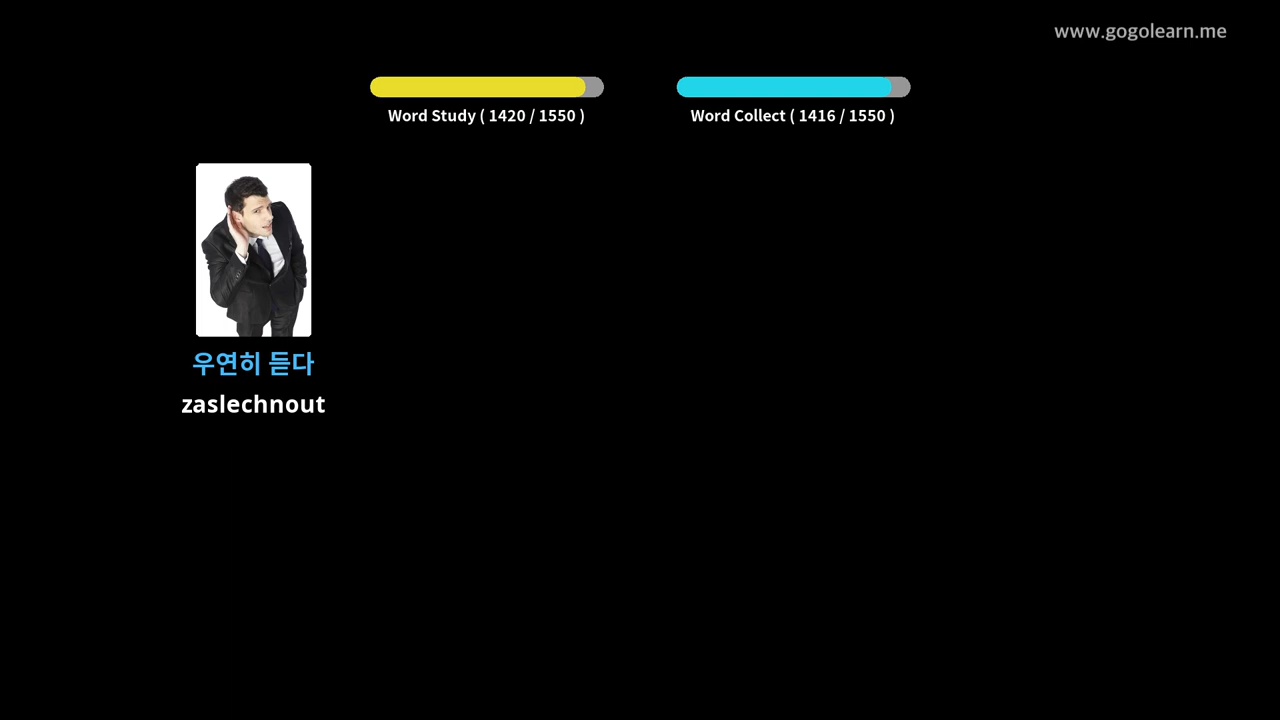 www.gogolearn.me
Word Study ( 1420 / 1550 )
Word Collect ( 1416 / 1550 )
우연히 듣다
zaslechnout